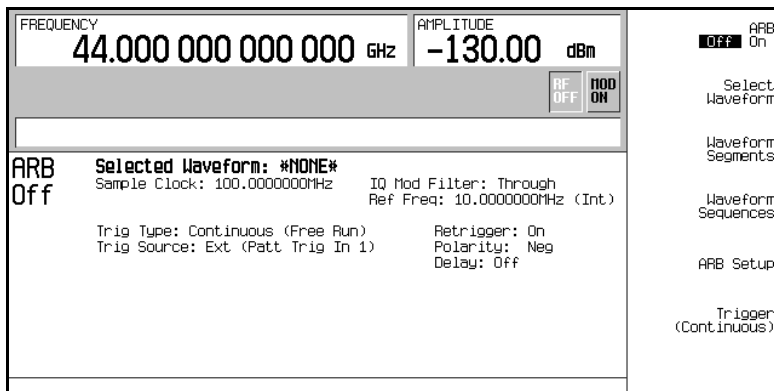 FREQUENCY
44.000 000 000 000 GHz
AMPLITUDE
-130.00 dBm
RF OFF
MOD ON
ARB Off
Selected Waveform: *NONE*
Sample Clock: 100.0000000MHz
IQ Mod Filter: Through
Ref Freq: 10.0000000MHz (Int)
Trig Type: Continuous (Free Run)
Trig Source: Ext (Patt Trig In 1)
Retrigger: On
Polarity: Neg
Delay: Off
ARB
Off On
Select
Waveform
Waveform
Segments
Waveform
Sequences
ARB Setup
Trigger
(Continuous)